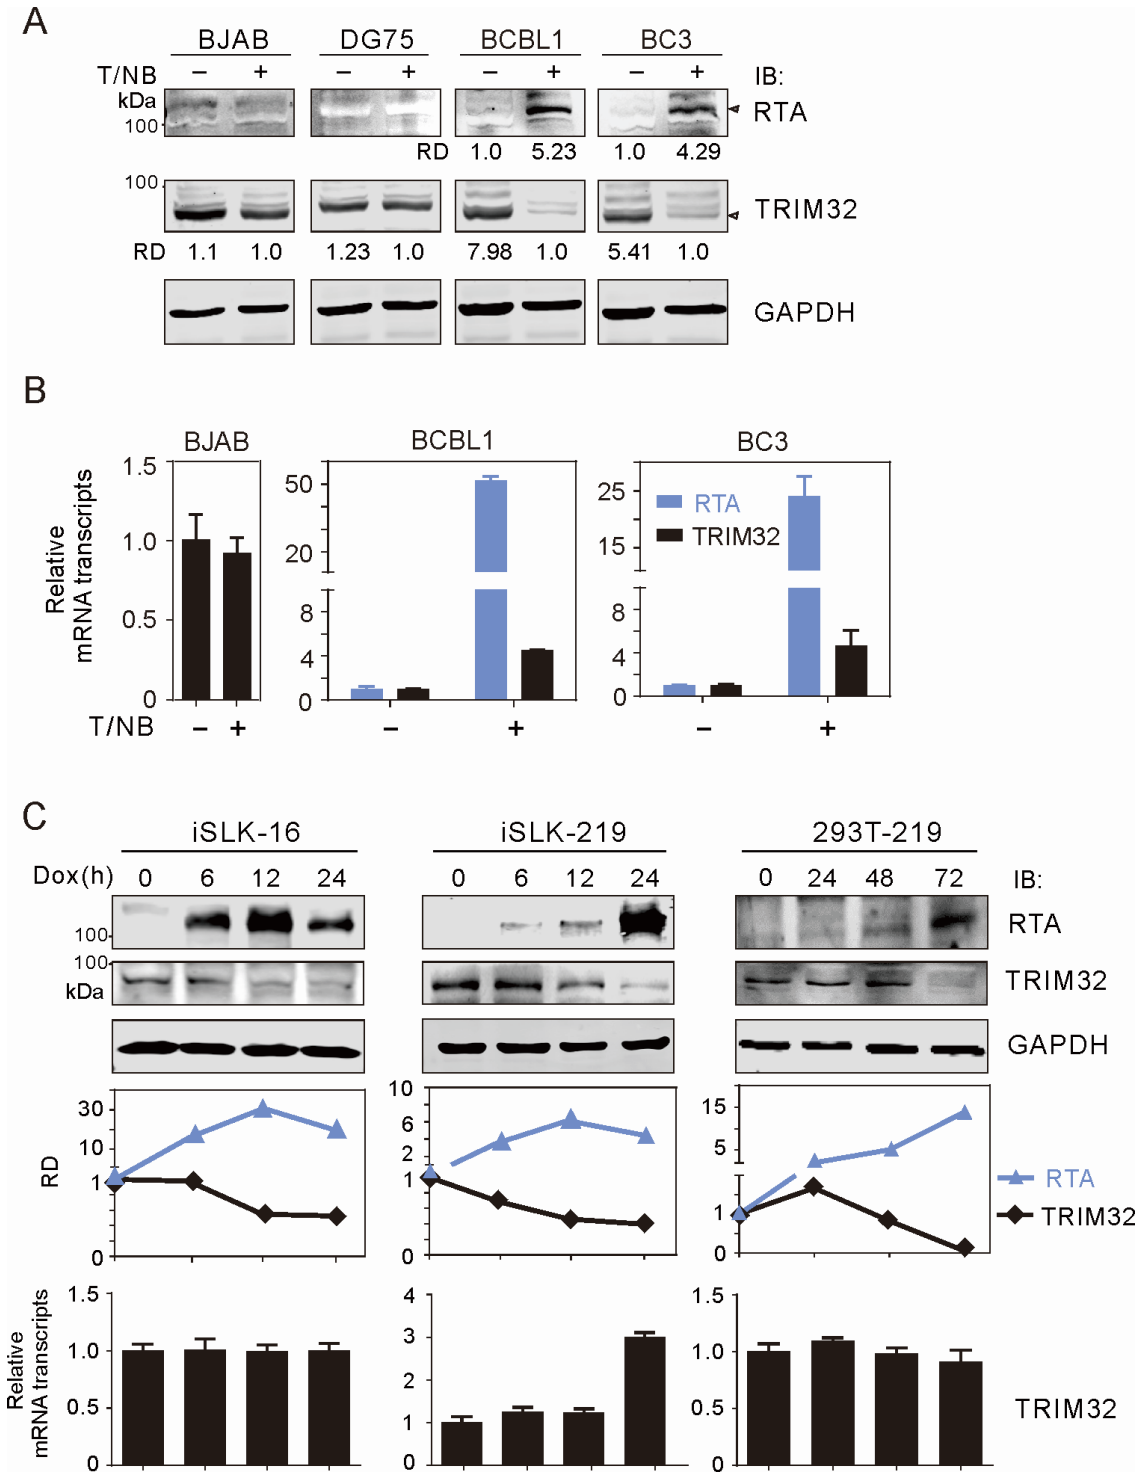 A
BJAB DG75 BCBL1 BC3
T/NB – + – + – + – + IB:
kDa
100
RTA
RD 1.0 5.23 1.0 4.29
100
TRIM32
RD 1.1 1.0 1.23 1.0 7.98 1.0 5.41 1.0
GAPDH
B
BJAB BCBL1 BC3
Relative
mRNA transcripts
1.5
1.0
0.5
0
50
20
8
4
0
25
15
8
4
0
RTA
TRIM32
T/NB – + – + – +
C
iSLK-16 iSLK-219 293T-219
Dox(h) 0 6 12 24 0 6 12 24 0 24 48 72 IB:
100
RTA
100
kDa
TRIM32
GAPDH
RD
30
10
1
0
10
6
2
1
0
15
5
1
0
RTA
TRIM32
Relative
mRNA transcripts
1.5
1.0
0.5
0
4
3
2
1
0
1.5
1.0
0.5
0
TRIM32